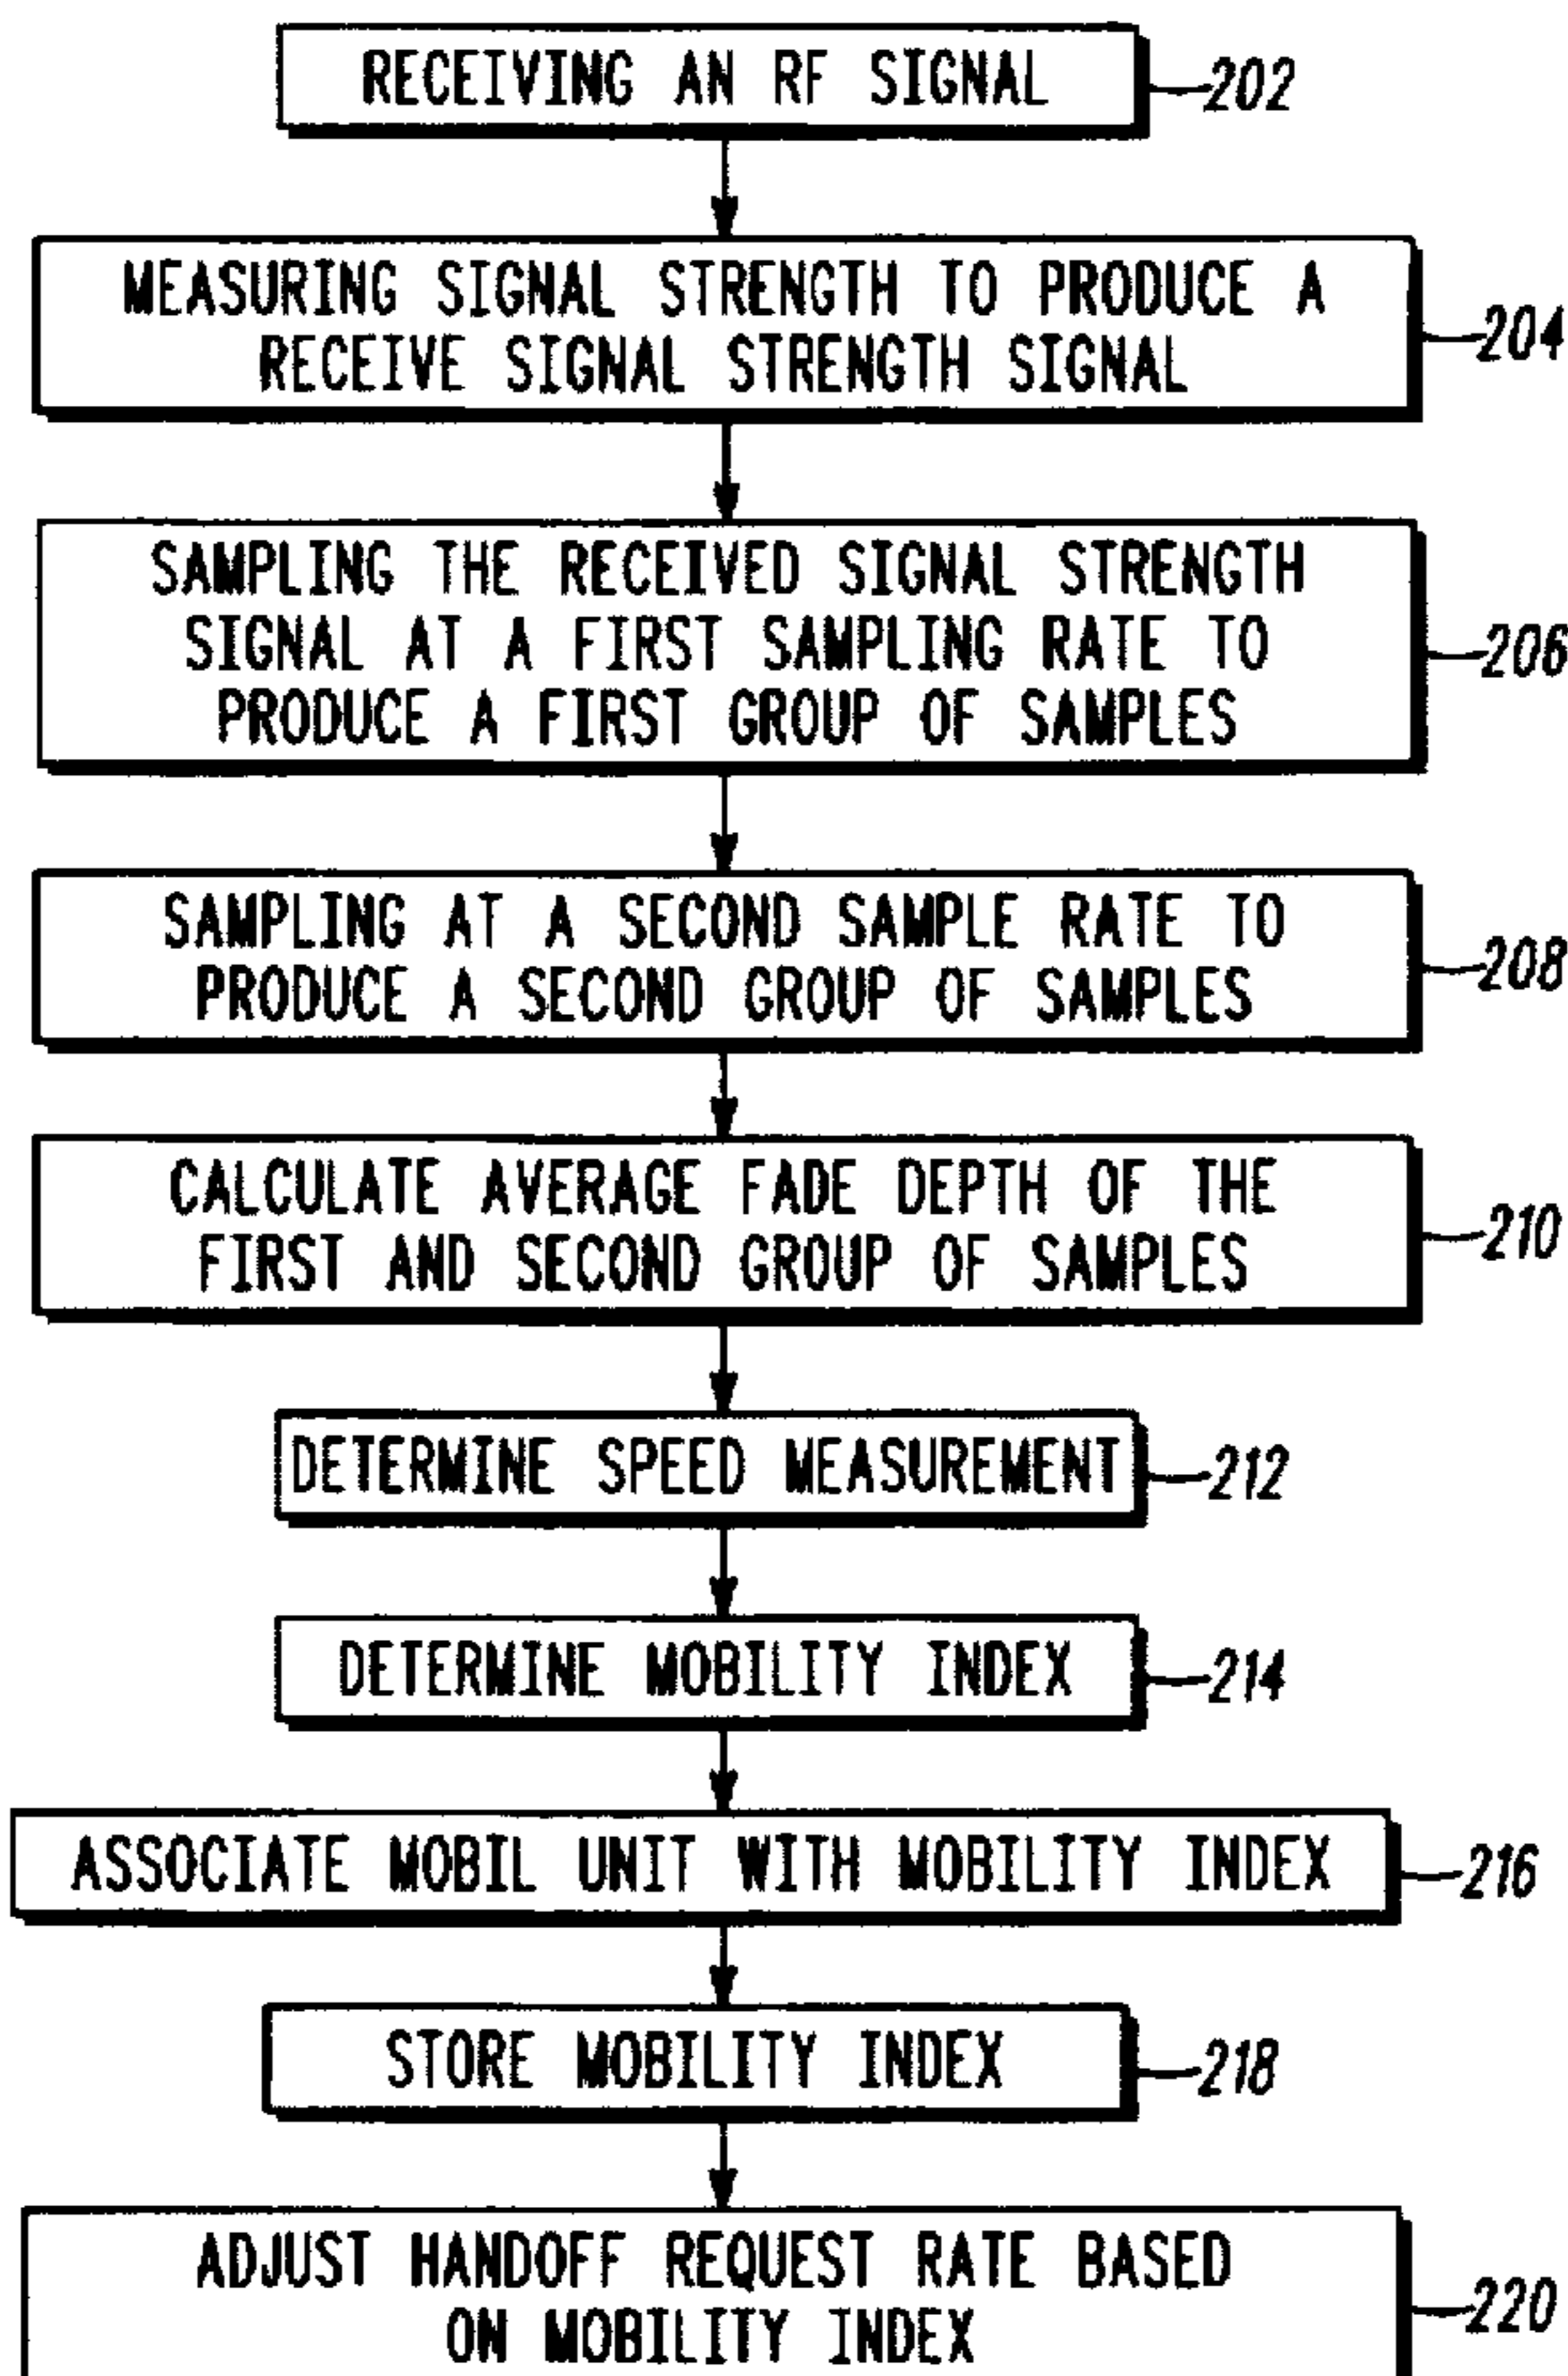 RECEIVING AN RF SIGNAL
202
MEASURING SIGNAL STRENGTH TO PRODUCE A
RECEIVE SIGNAL STRENGTH SIGNAL
204
SAMPLING THE RECEIVED SIGNAL STRENGTH
SIGNAL AT A FIRST SAMPLING RATE TO
PRODUCE A FIRST GROUP OF SAMPLES
206
SAMPLING AT A SECOND SAMPLE RATE TO
PRODUCE A SECOND GROUP OF SAMPLES
208
CALCULATE AVERAGE FADE DEPTH OF THE
FIRST AND SECOND GROUP OF SAMPLES
210
DETERMINE SPEED MEASUREMENT
212
DETERMINE MOBILITY INDEX
214
ASSOCIATE MOBIL UNIT WITH MOBILITY INDEX
216
STORE MOBILITY INDEX
218
ADJUST HANDOFF REQUEST RATE BASED
ON MOBILITY INDEX
220